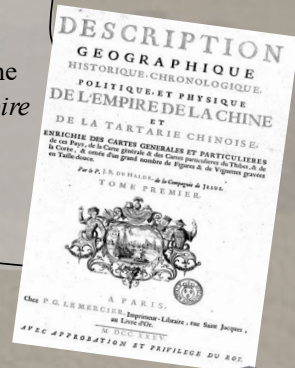 ne
oire
DESCRIPTION
GEOGRAPHIQUE
HISTORIQUE, CHRONOLOGIQUE,
POLITIQUE, ET PHYSIQUE
DE L'EMPIRE DE LA CHINE
ET
DE LA TARTARIE CHINOISE,
ENRICHIE DES CARTES GENERALES ET PARTICULIERES
de ces Pays, de la Carte générale & des Cartes particulieres du Thibet, & de
la Corée, & ornée d'un grand nombre de Figures & de Vignettes gravées
en Taille-douce.
Par le P. J. B. DU HALDE, de la Compagnie de JESUS.
TOME PREMIER.
A PARIS,
Chez P. G. LE MERCIER, Imprimeur-Libraire, rue Saint Jacques,
au Livre d'Or.
M DCC XXXV.
AVEC APPROBATION ET PRIVILEGE DU ROY.